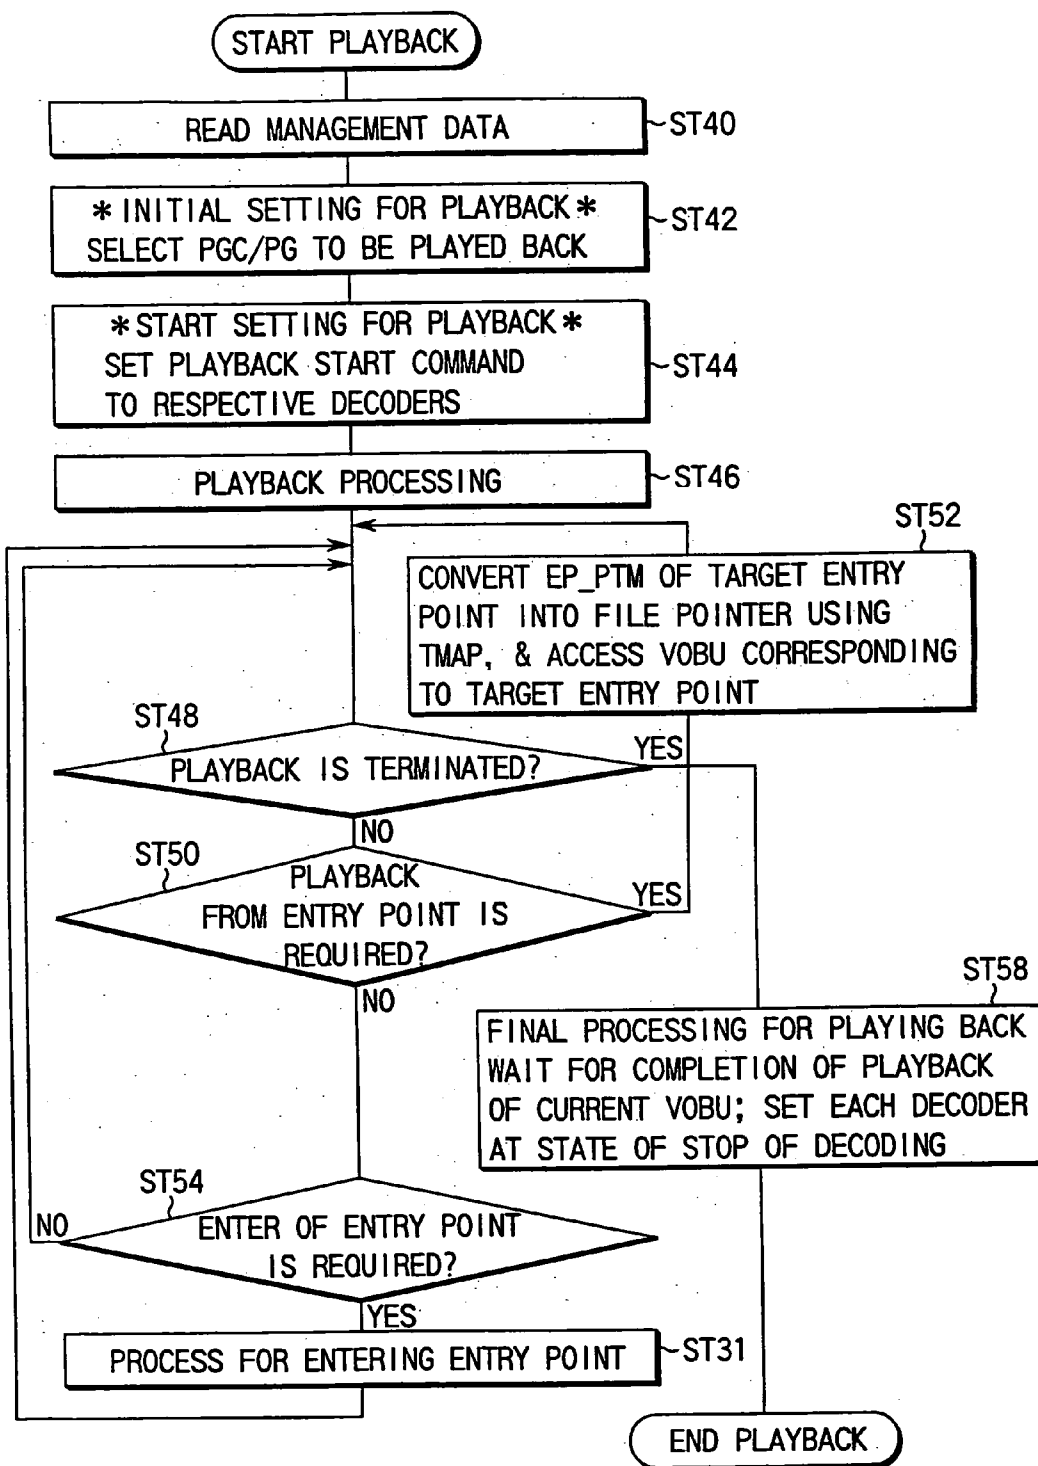 START PLAYBACK
READ MANAGEMENT DATA
ST40
*INITIAL SETTING FOR PLAYBACK*
SELECT PGC/PG TO BE PLAYED BACK
ST42
*START SETTING FOR PLAYBACK*
SET PLAYBACK START COMMAND
TO RESPECTIVE DECODERS
ST44
PLAYBACK PROCESSING
ST46
ST52
CONVERT EP_PTM OF TARGET ENTRY
POINT INTO FILE POINTER USING
TMAP, & ACCESS VOBU CORRESPONDING
TO TARGET ENTRY POINT
ST48
PLAYBACK IS TERMINATED?
YES
NO
ST50
PLAYBACK
FROM ENTRY POINT IS
REQUIRED?
YES
NO
ST58
FINAL PROCESSING FOR PLAYING BACK
WAIT FOR COMPLETION OF PLAYBACK
OF CURRENT VOBU; SET EACH DECODER
AT STATE OF STOP OF DECODING
ST54
NO
ENTER OF ENTRY POINT
IS REQUIRED?
YES
PROCESS FOR ENTERING ENTRY POINT
ST31
END PLAYBACK